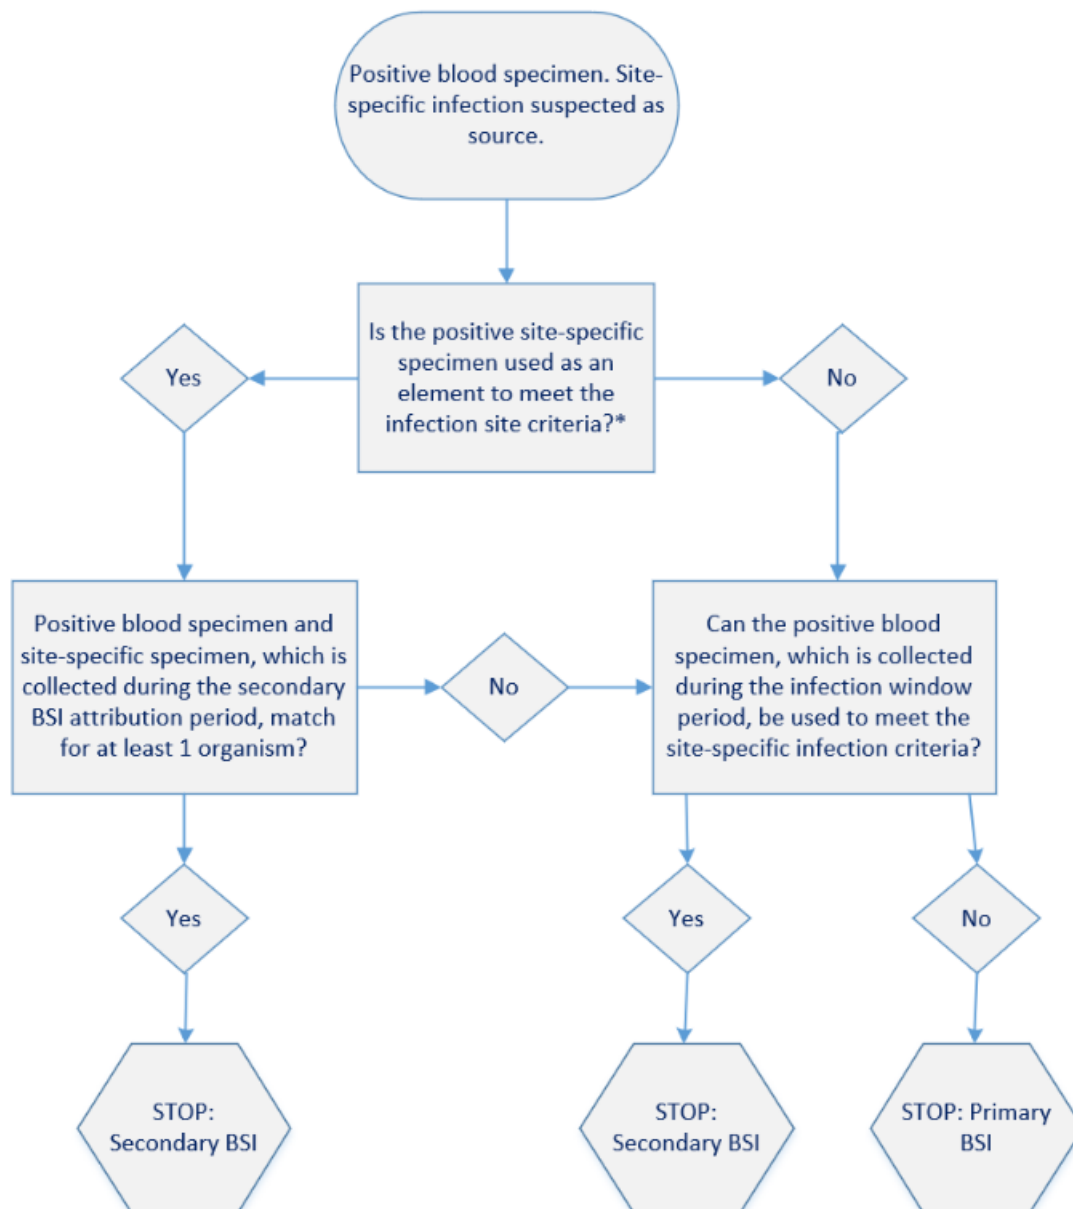 Positive blood specimen. Site-
specific infection suspected as
source.
Is the positive site-specific
specimen used as an
element to meet the
infection site criteria?*
Yes
No
Positive blood specimen and
site-specific specimen, which is
collected during the secondary
BSI attribution period, match
for at least 1 organism?
No
Can the positive blood
specimen, which is collected
during the infection window
period, be used to meet the
site-specific infection criteria?
Yes
Yes
No
STOP:
Secondary BSI
STOP:
Secondary BSI
STOP: Primary
BSI